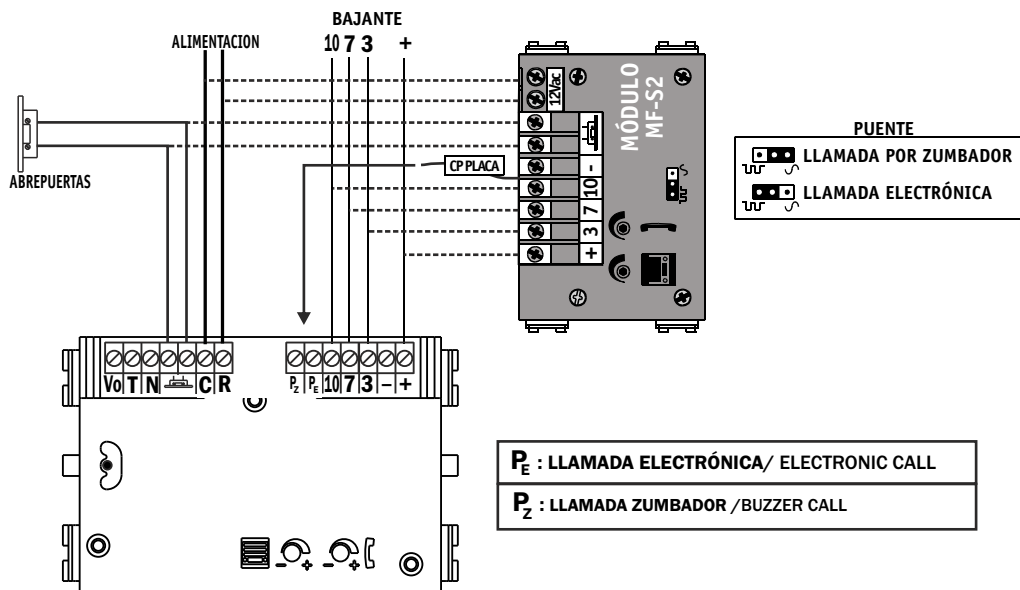 BAJANTE
ALIMENTACION
10 7 3 +
ABREPUERTAS
CP PLACA
12Vac
- 10 7 3 +
MÓDULO
MF-S2
PUENTE
LLAMADA POR ZUMBADOR
LLAMADA ELECTRÓNICA
Vo T N C R
PZ PE 10 7 3 – +
PE : LLAMADA ELECTRÓNICA/ ELECTRONIC CALL
PZ : LLAMADA ZUMBADOR /BUZZER CALL
– + – +